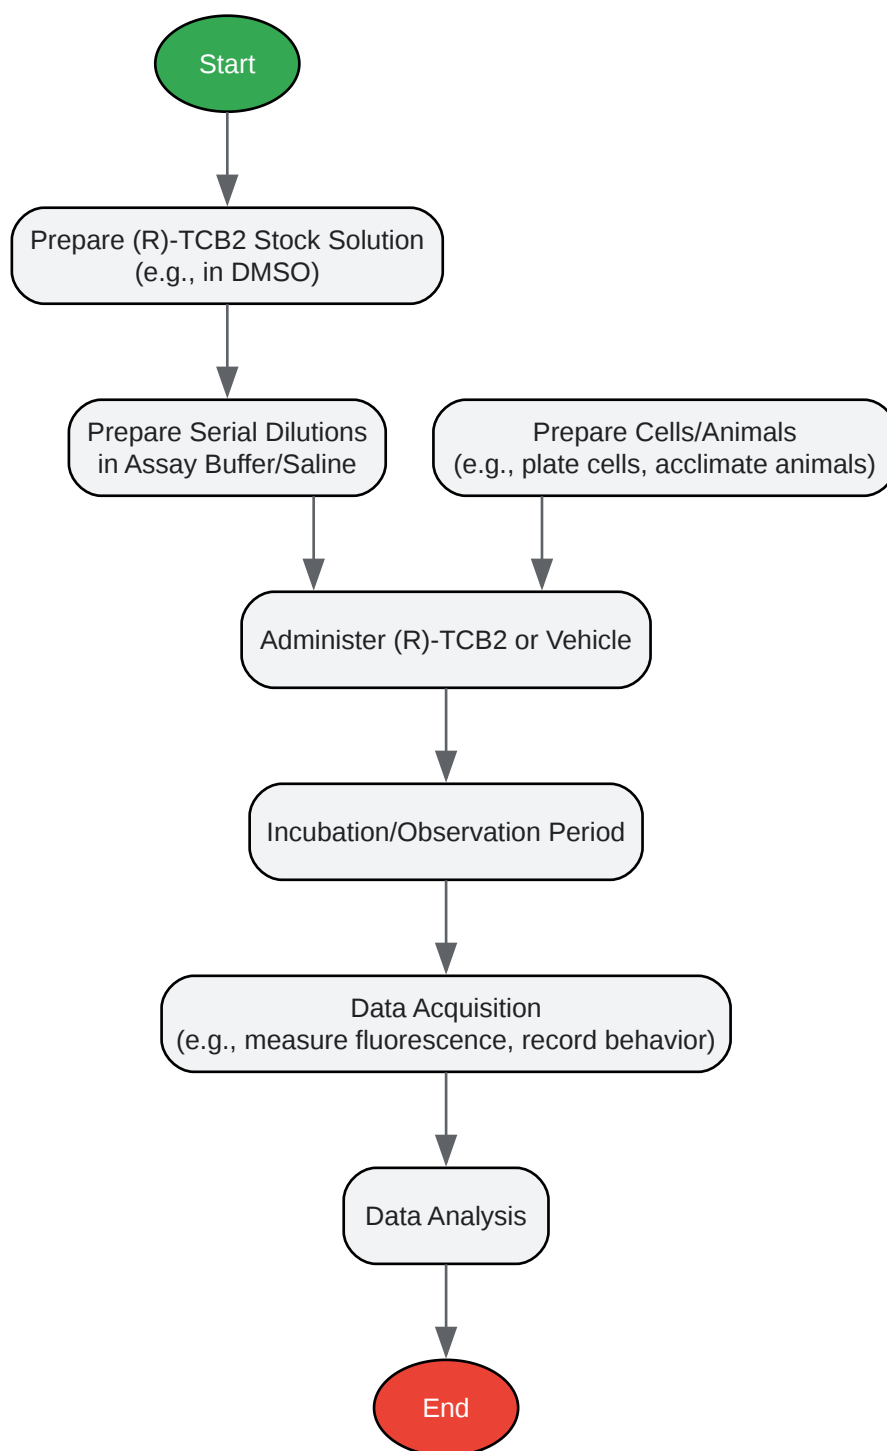 Start
Prepare (R)-TCB2 Stock Solution
(e.g., in DMSO)
Prepare Serial Dilutions
in Assay Buffer/Saline
Prepare Cells/Animals
(e.g., plate cells, acclimate animals)
Administer (R)-TCB2 or Vehicle
Incubation/Observation Period
Data Acquisition
(e.g., measure fluorescence, record behavior)
Data Analysis
End